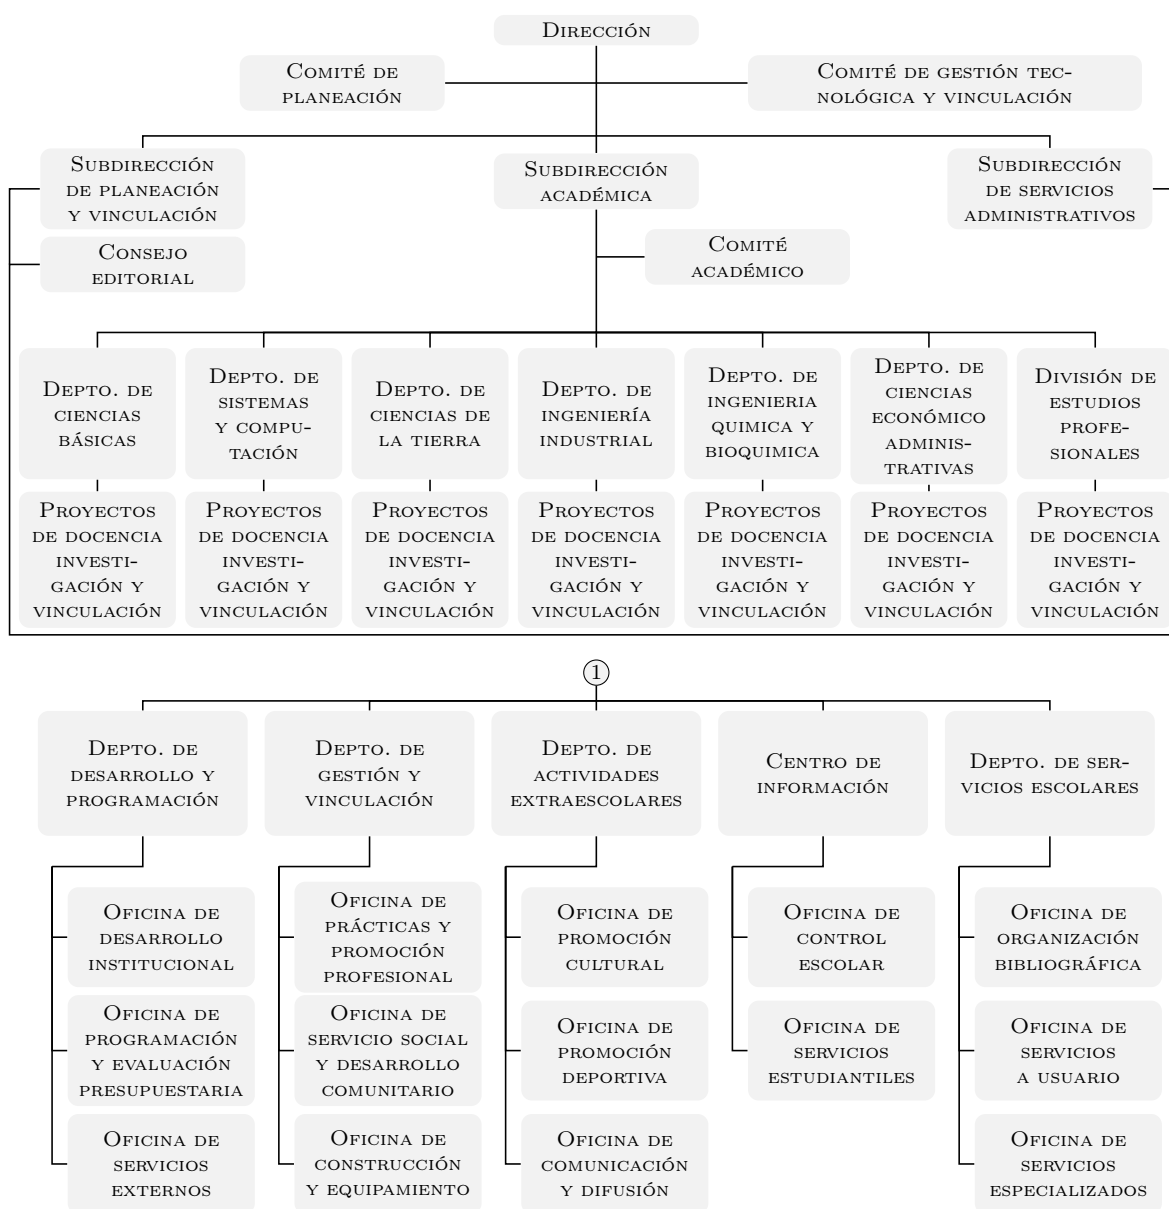 Dirección
Comité de
planeación
Comité de gestión tec-
nológica y vinculación
Subdirección
de planeación
y vinculación
Subdirección
académica
Subdirección
de servicios
administrativos
Consejo
editorial
Comité
académico
Depto. de
ciencias
básicas
Depto. de
sistemas
y compu-
tación
Depto. de
ciencias de
la tierra
Depto. de
ingeniería
industrial
Depto. de
ingenieria
quimica y
bioquimica
Depto. de
ciencias
económico
adminis-
trativas
División de
estudios
profe-
sionales
Proyectos
de docencia
investi-
gación y
vinculación
Proyectos
de docencia
investi-
gación y
vinculación
Proyectos
de docencia
investi-
gación y
vinculación
Proyectos
de docencia
investi-
gación y
vinculación
Proyectos
de docencia
investi-
gación y
vinculación
Proyectos
de docencia
investi-
gación y
vinculación
Proyectos
de docencia
investi-
gación y
vinculación
1
Depto. de
desarrollo y
programación
Depto. de
gestión y
vinculación
Depto. de
actividades
extraescolares
Centro de
información
Depto. de ser-
vicios escolares
Oficina de
desarrollo
institucional
Oficina de
prácticas y
promoción
profesional
Oficina de
promoción
cultural
Oficina de
control
escolar
Oficina de
organización
bibliográfica
Oficina de
programación
y evaluación
presupuestaria
Oficina de
servicio social
y desarrollo
comunitario
Oficina de
promoción
deportiva
Oficina de
servicios
estudiantiles
Oficina de
servicios
a usuario
Oficina de
servicios
externos
Oficina de
construcción
y equipamiento
Oficina de
comunicación
y difusión
Oficina de
servicios
especializados